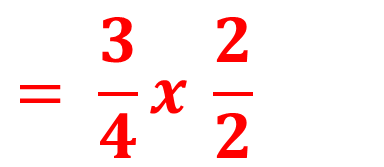 = 3/4 x 2/2